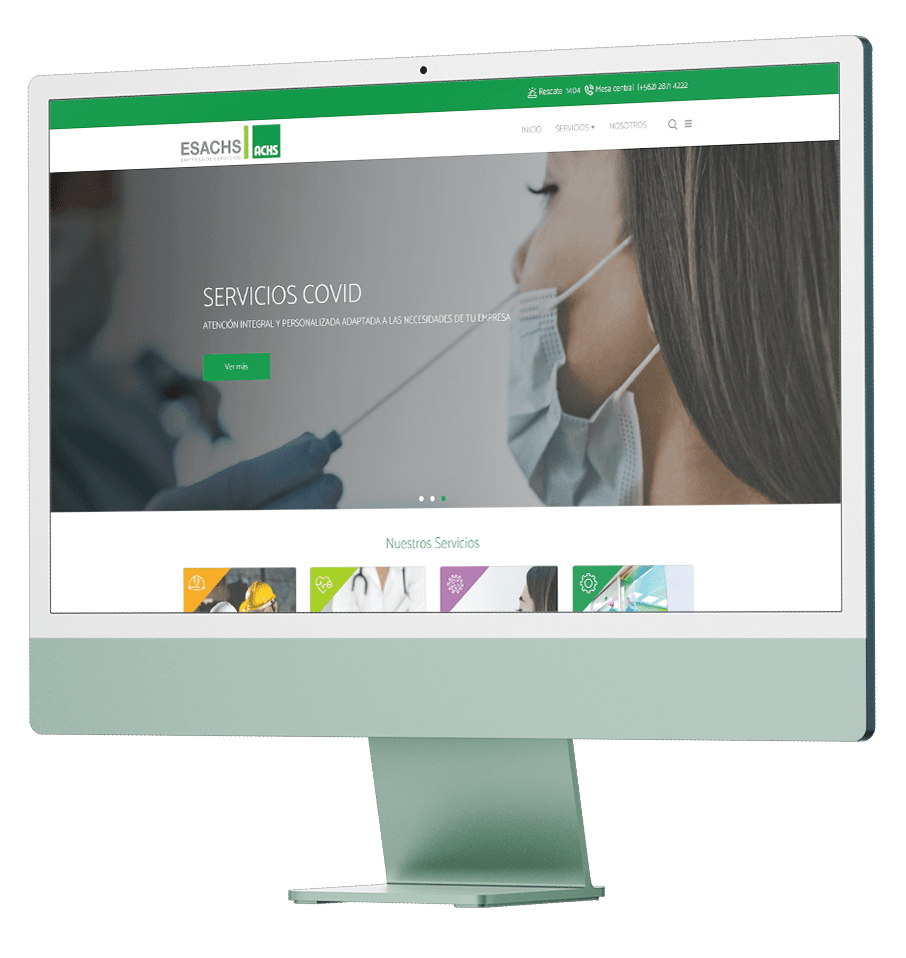 Rescate 1404 Mesa central (+562) 2821 4222
ESACHS
EMPRESA DE SERVICIOS
ACHS
INICIO SERVICIOS NOSOTROS
SERVICIOS COVID
ATENCIÓN INTEGRAL Y PERSONALIZADA ADAPTADA A LAS NECESIDADES DE TU EMPRESA
Ver más
Nuestros Servicios